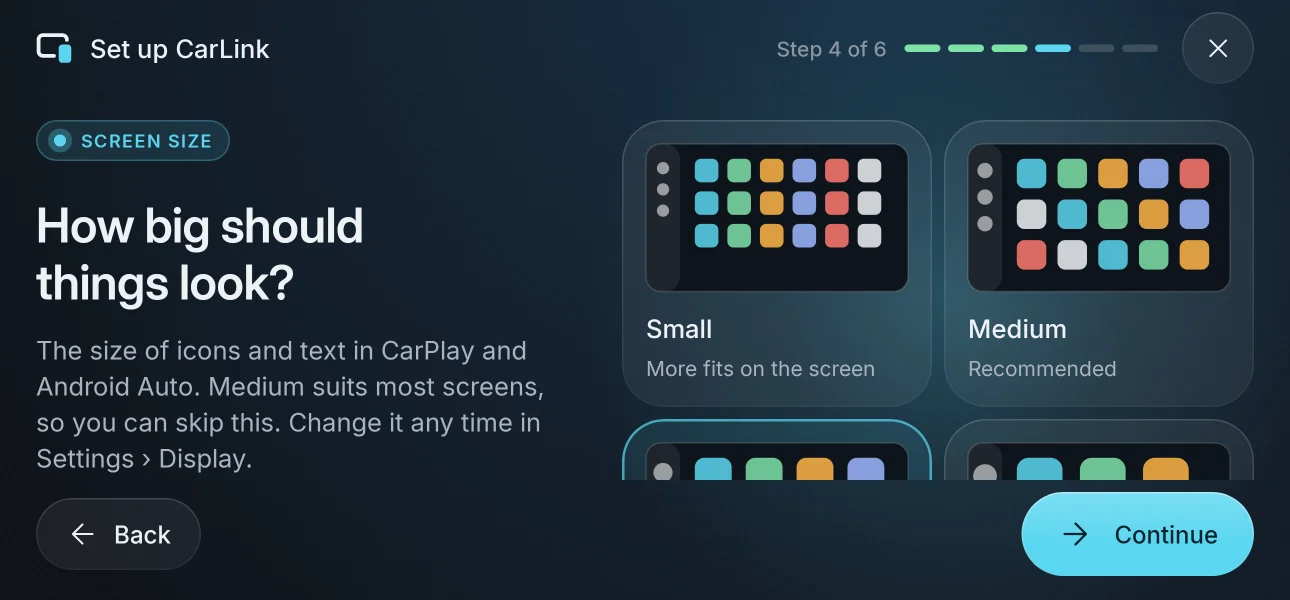 Set up CarLink
Step 4 of 6
SCREEN SIZE
How big should
things look?
The size of icons and text in CarPlay and
Android Auto. Medium suits most screens,
so you can skip this. Change it any time in
Settings › Display.
Small
More fits on the screen
Medium
Recommended
Back
Continue